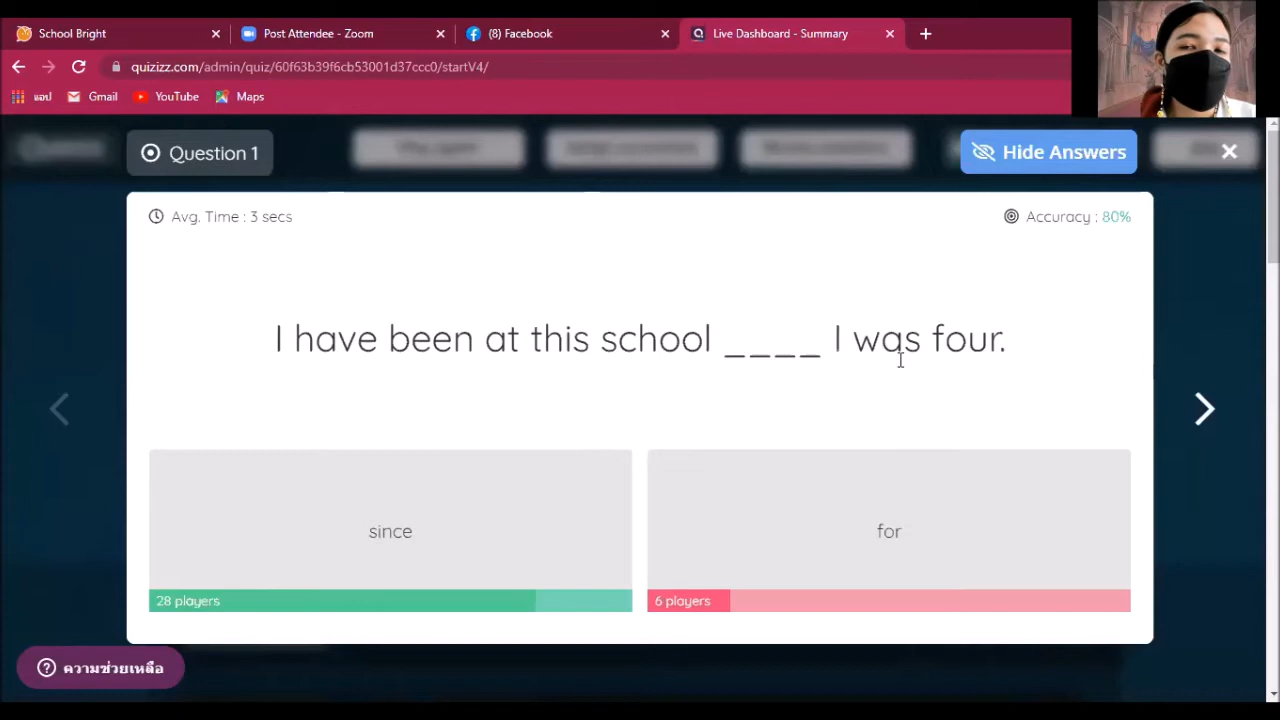 School Bright
Post Attendee - Zoom
(8) Facebook
Live Dashboard - Summary
quizizz.com/admin/quiz/60f63b39f6cb53001d37ccc0/startV4/
แอป
Gmail
YouTube
Maps
Question 1
Hide Answers
Avg. Time : 3 secs
Accuracy : 80%
I have been at this school ____ I was four.
since
for
28 players
6 players
ความช่วยเหลือ